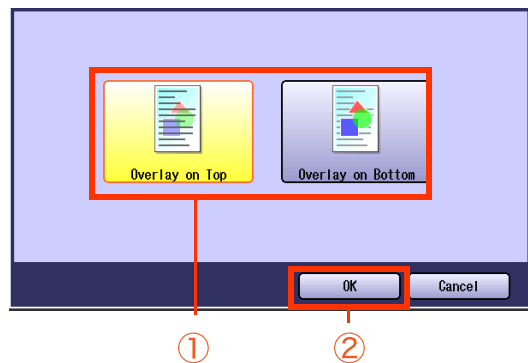 Overlay on Top
Overlay on Bottom
OK
Cancel
①
②